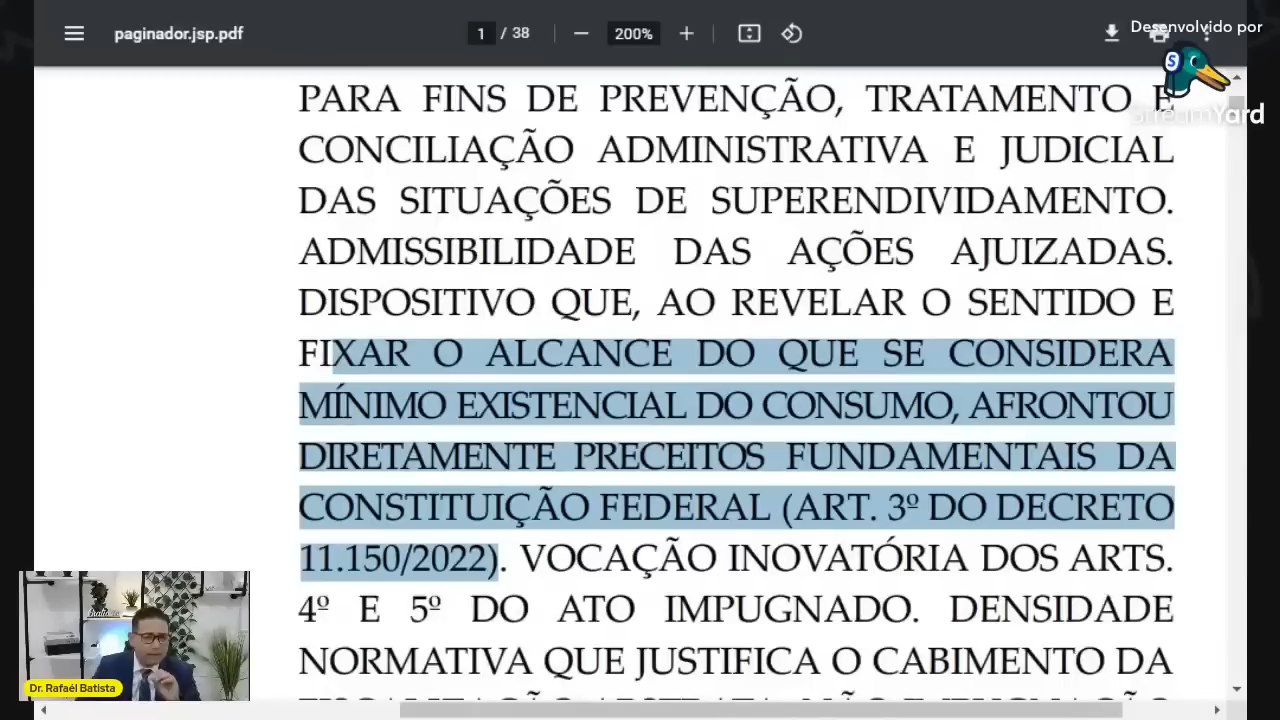 paginador.jsp.pdf
1 / 38
200%
Desenvolvido por
S
StreamYard
PARA FINS DE PREVENÇÃO, TRATAMENTO E
CONCILIAÇÃO ADMINISTRATIVA E JUDICIAL
DAS SITUAÇÕES DE SUPERENDIVIDAMENTO.
ADMISSIBILIDADE DAS AÇÕES AJUIZADAS.
DISPOSITIVO QUE, AO REVELAR O SENTIDO E
FIXAR O ALCANCE DO QUE SE CONSIDERA
MÍNIMO EXISTENCIAL DO CONSUMO, AFRONTOU
DIRETAMENTE PRECEITOS FUNDAMENTAIS DA
CONSTITUIÇÃO FEDERAL (ART. 3º DO DECRETO
11.150/2022). VOCAÇÃO INOVATÓRIA DOS ARTS.
4º E 5º DO ATO IMPUGNADO. DENSIDADE
NORMATIVA QUE JUSTIFICA O CABIMENTO DA
Dr. Rafaél Batista